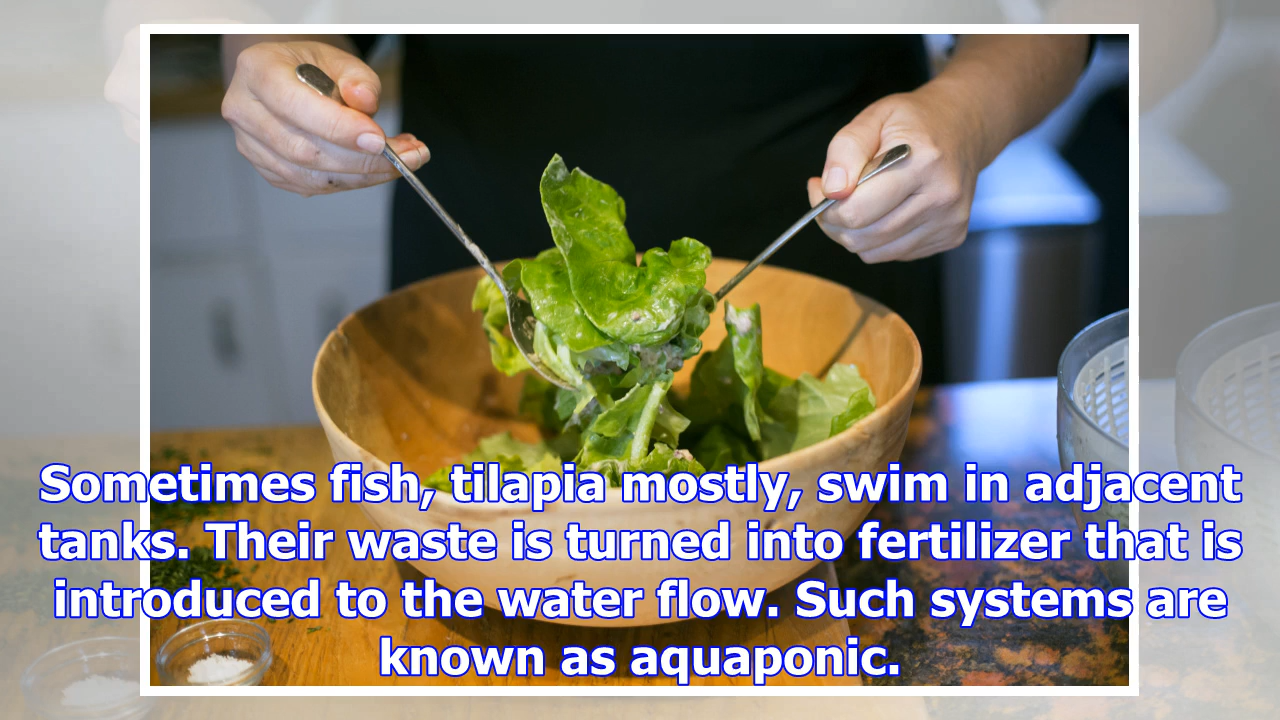 Sometimes fish, tilapia mostly, swim in adjacent
tanks. Their waste is turned into fertilizer that is
introduced to the water flow. Such systems are
known as aquaponic.